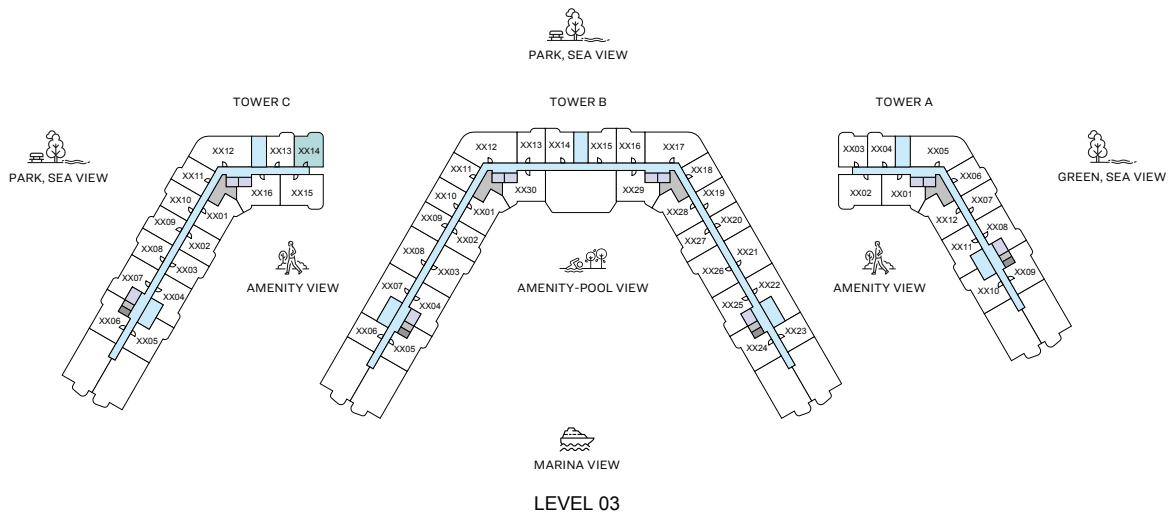 PARK, SEA VIEW
TOWER C
TOWER B
TOWER A
PARK, SEA VIEW
GREEN, SEA VIEW
XX12
XX13
XX14
XX11
XX16
XX15
XX10
XX01
XX09
XX02
XX08
XX03
XX07
XX04
XX06
XX05
XX12
XX13
XX14
XX15
XX16
XX17
XX11
XX30
XX29
XX18
XX10
XX01
XX28
XX19
XX09
XX02
XX27
XX20
XX08
XX03
XX26
XX21
XX07
XX04
XX25
XX22
XX06
XX05
XX24
XX23
XX03
XX04
XX05
XX02
XX01
XX06
XX12
XX07
XX11
XX08
XX10
XX09
AMENITY VIEW
AMENITY-POOL VIEW
AMENITY VIEW
MARINA VIEW
LEVEL 03